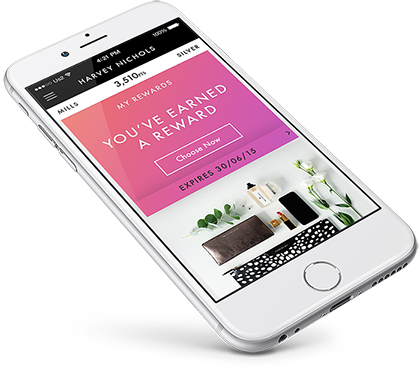 Uso2 4:21 PM 100%
HARVEY NICHOLS
MILLS 3,510PTS SILVER
MY REWARDS
YOU'VE EARNED
A REWARD
Choose Now
EXPIRES 30/06/15